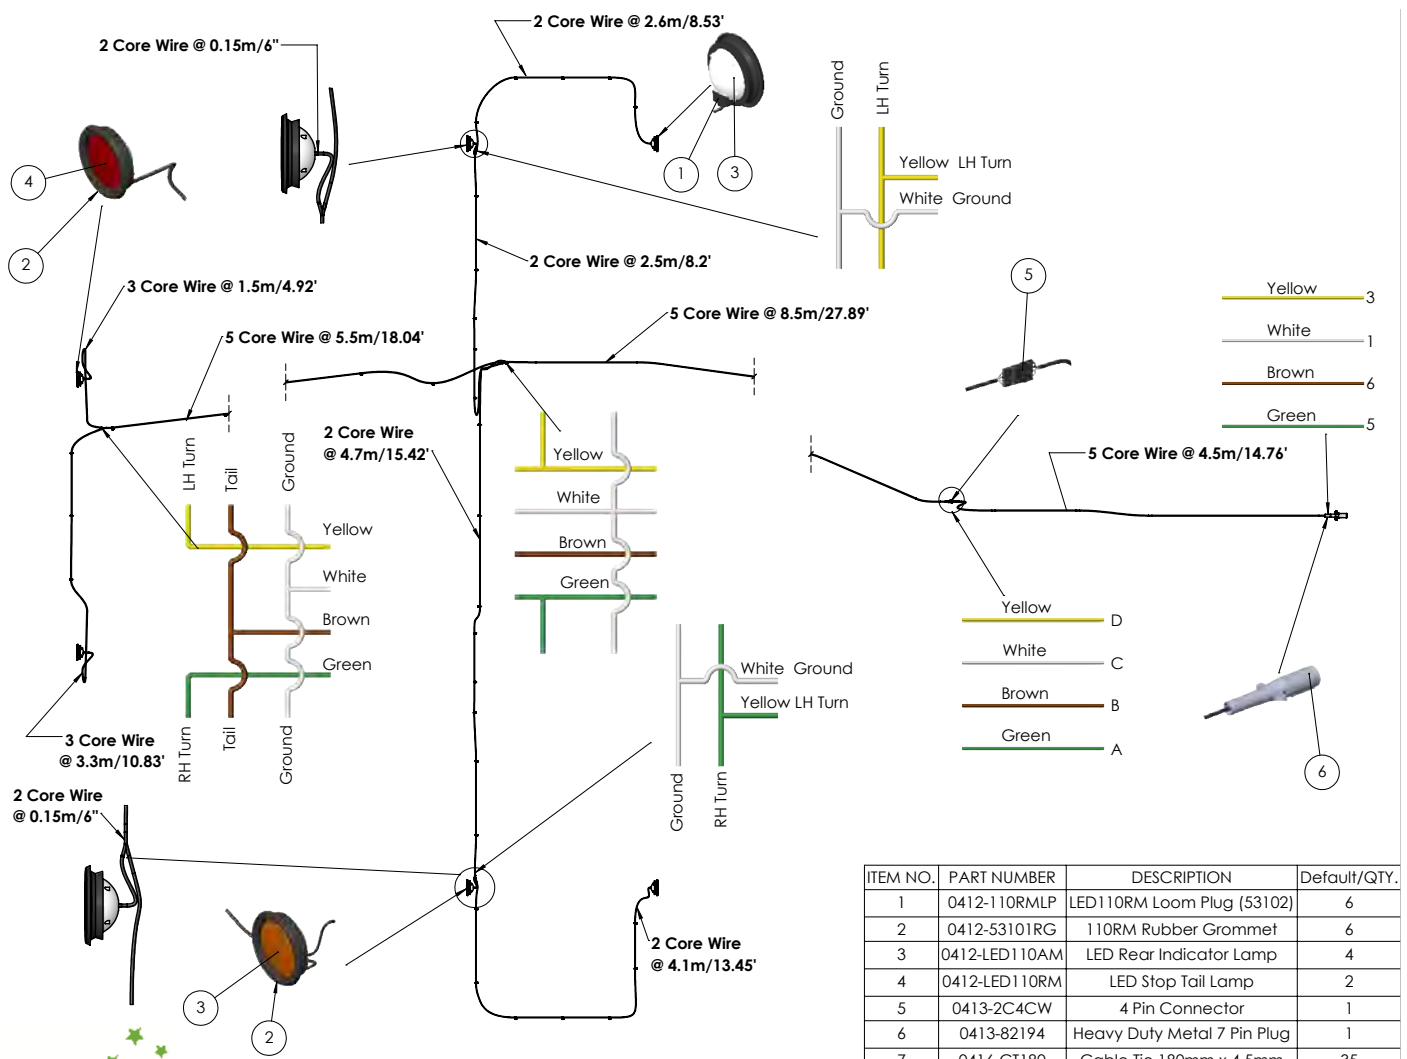 2 Core Wire @ 0.15m/6"
2 Core Wire @ 2.6m/8.53'
4
2
1
3
Ground
LH Turn
Yellow LH Turn
White Ground
2 Core Wire @ 2.5m/8.2'
3 Core Wire @ 1.5m/4.92'
5 Core Wire @ 5.5m/18.04'
5 Core Wire @ 8.5m/27.89'
5
Yellow 3
White 1
Brown 6
Green 5
2 Core Wire
@ 4.7m/15.42'
5 Core Wire @ 4.5m/14.76'
LH Turn
Tail
Ground
Yellow
White
Brown
Green
RH Turn
Tail
Ground
Yellow
White
Brown
Green
3 Core Wire
@ 3.3m/10.83'
White Ground
Yellow LH Turn
Ground
RH Turn
Yellow D
White C
Brown B
Green A
6
2 Core Wire
@ 0.15m/6"
3
2
2 Core Wire
@ 4.1m/13.45'
ITEM NO. PART NUMBER DESCRIPTION Default/QTY.
1 0412-110RMLP LED110RM Loom Plug (53102) 6
2 0412-53101RG 110RM Rubber Grommet 6
3 0412-LED110AM LED Rear Indicator Lamp 4
4 0412-LED110RM LED Stop Tail Lamp 2
5 0413-2C4CW 4 Pin Connector 1
6 0413-82194 Heavy Duty Metal 7 Pin Plug 1
7 0416-CT180 Cable Tie 180mm x 4.5mm 35